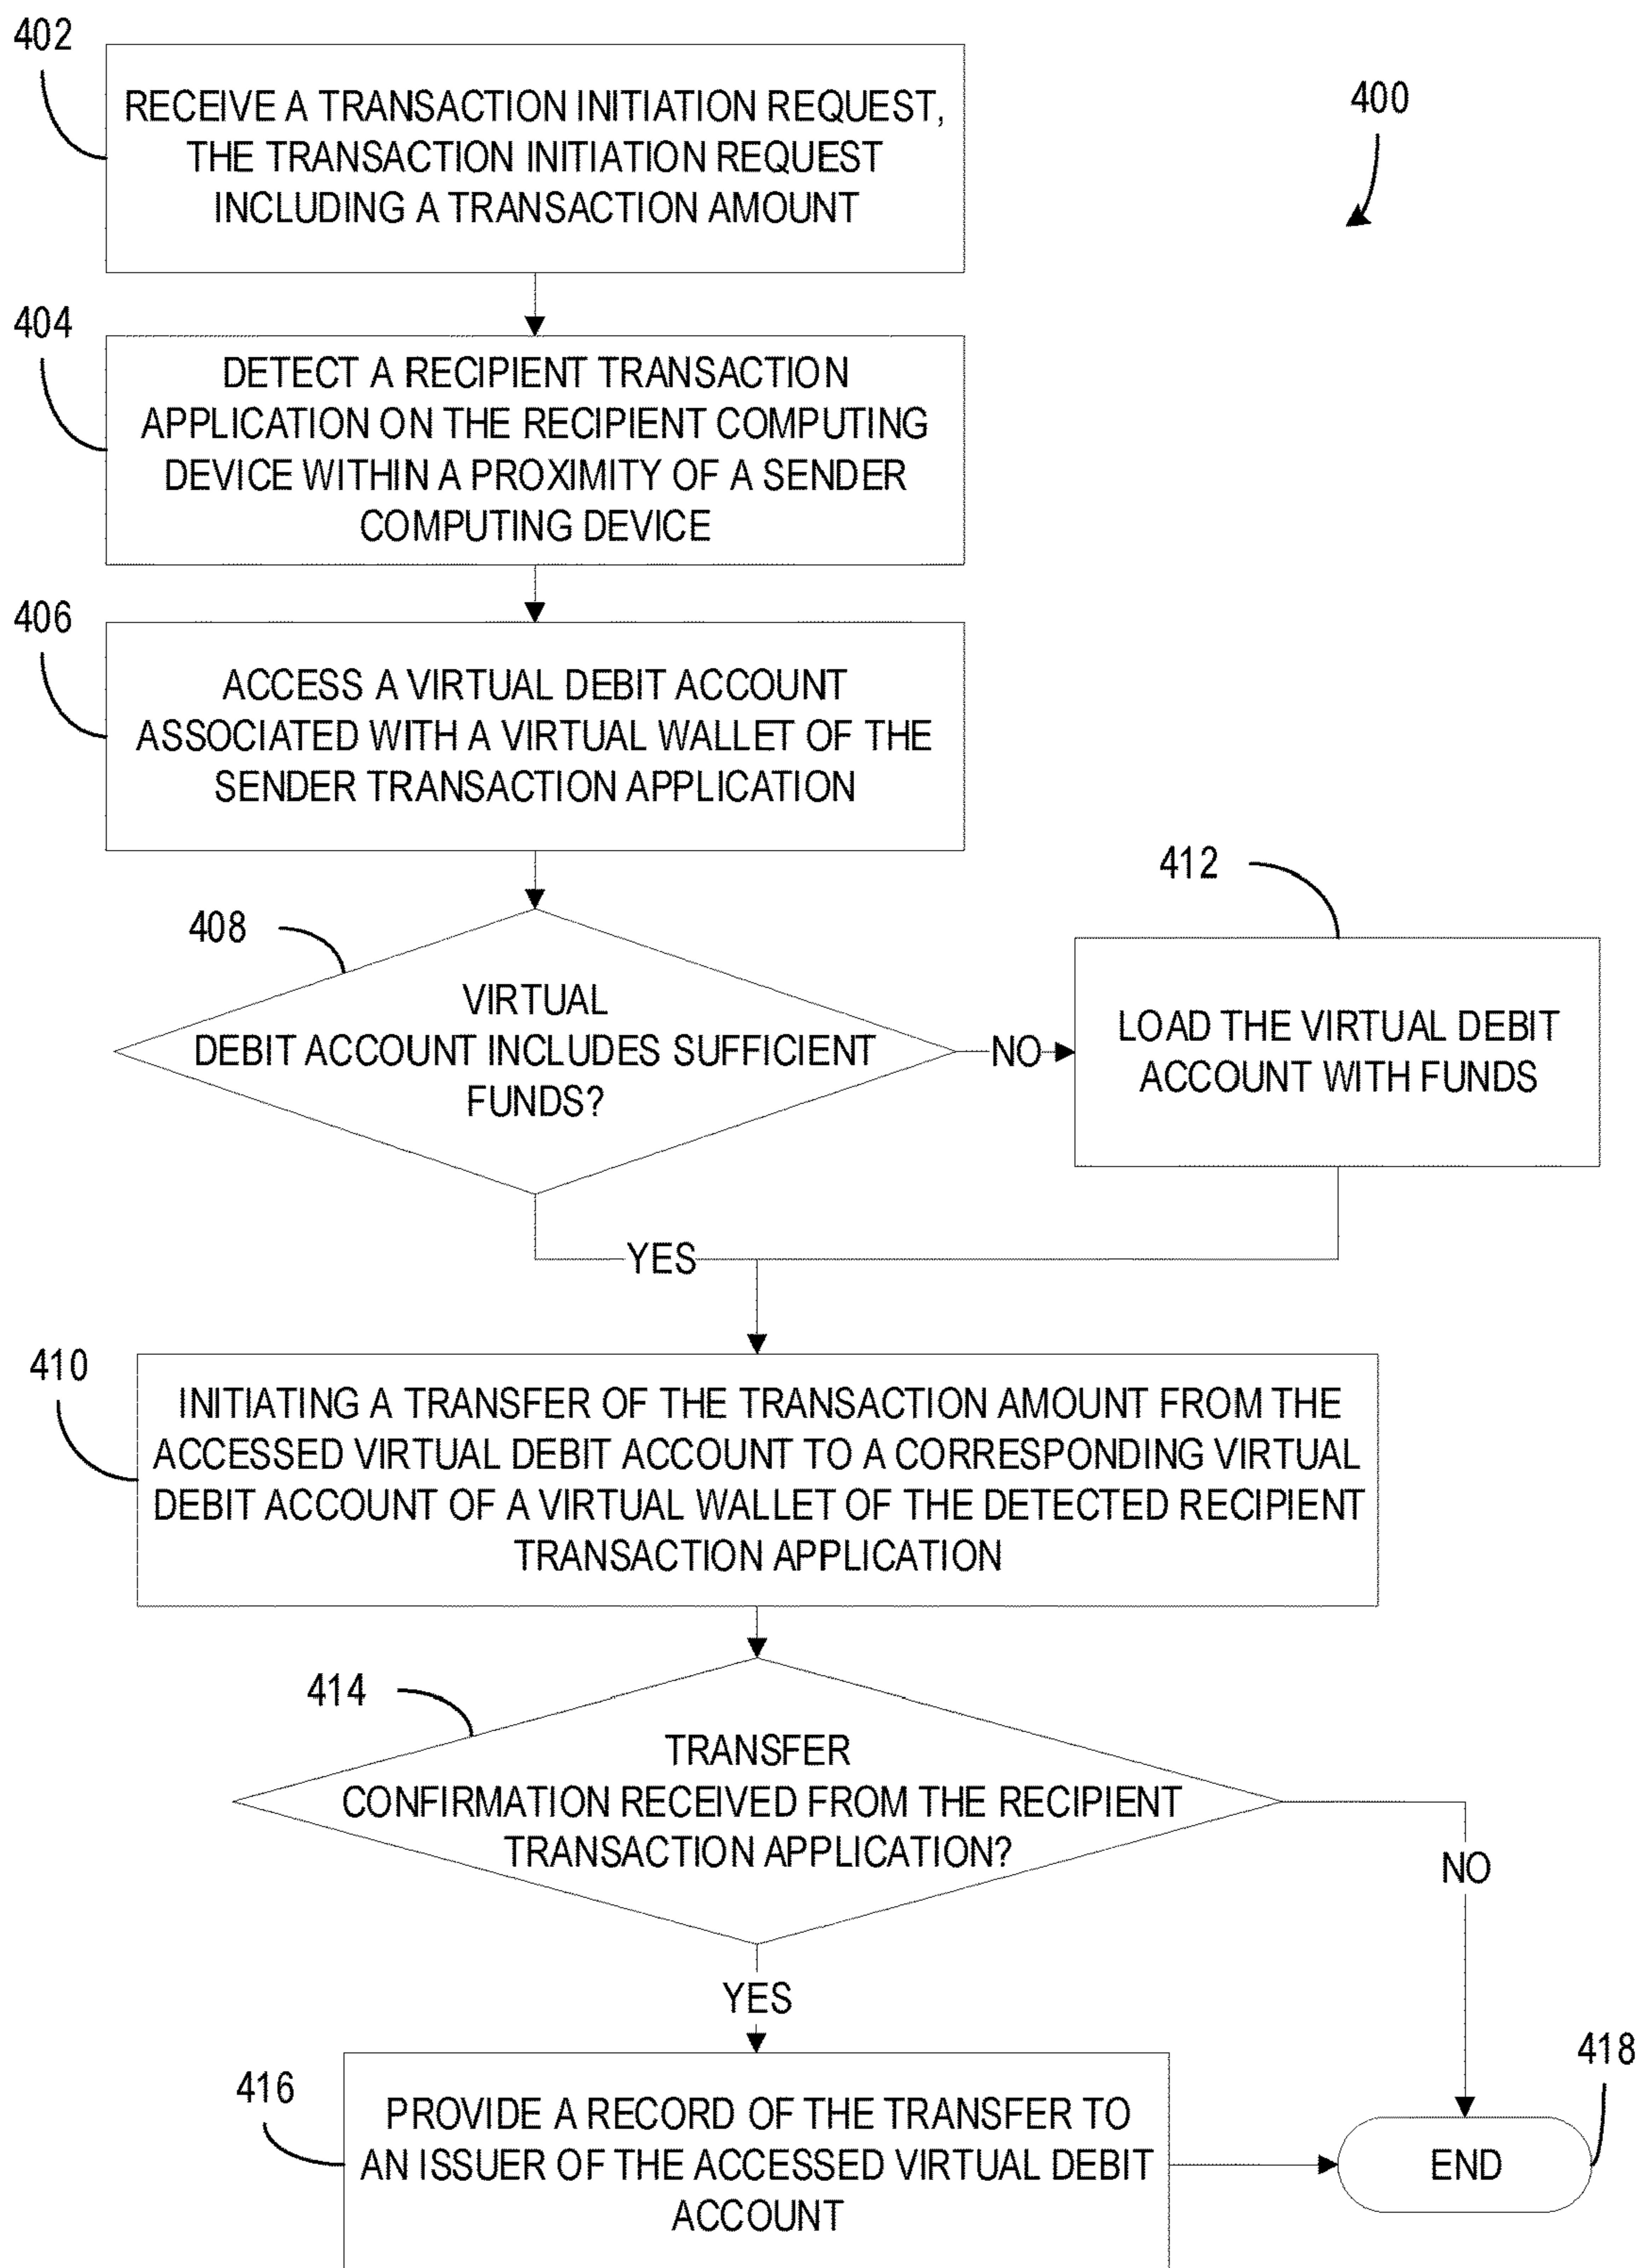 402
RECEIVE A TRANSACTION INITIATION REQUEST,
THE TRANSACTION INITIATION REQUEST
INCLUDING A TRANSACTION AMOUNT
400
404
DETECT A RECIPIENT TRANSACTION
APPLICATION ON THE RECIPIENT COMPUTING
DEVICE WITHIN A PROXIMITY OF A SENDER
COMPUTING DEVICE
406
ACCESS A VIRTUAL DEBIT ACCOUNT
ASSOCIATED WITH A VIRTUAL WALLET OF THE
SENDER TRANSACTION APPLICATION
408
VIRTUAL
DEBIT ACCOUNT INCLUDES SUFFICIENT
FUNDS?
NO
412
LOAD THE VIRTUAL DEBIT
ACCOUNT WITH FUNDS
YES
410
INITIATING A TRANSFER OF THE TRANSACTION AMOUNT FROM THE
ACCESSED VIRTUAL DEBIT ACCOUNT TO A CORRESPONDING VIRTUAL
DEBIT ACCOUNT OF A VIRTUAL WALLET OF THE DETECTED RECIPIENT
TRANSACTION APPLICATION
414
TRANSFER
CONFIRMATION RECEIVED FROM THE RECIPIENT
TRANSACTION APPLICATION?
NO
YES
416
PROVIDE A RECORD OF THE TRANSFER TO
AN ISSUER OF THE ACCESSED VIRTUAL DEBIT
ACCOUNT
418
END